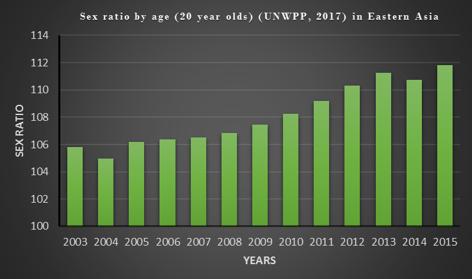 Sex ratio by age (20 year olds) (UNWPP, 2017) in Eastern Asia
114
112
110
108
106
104
102
100
SEX RATIO
2003 2004 2005 2006 2007 2008 2009 2010 2011 2012 2013 2014 2015
YEARS